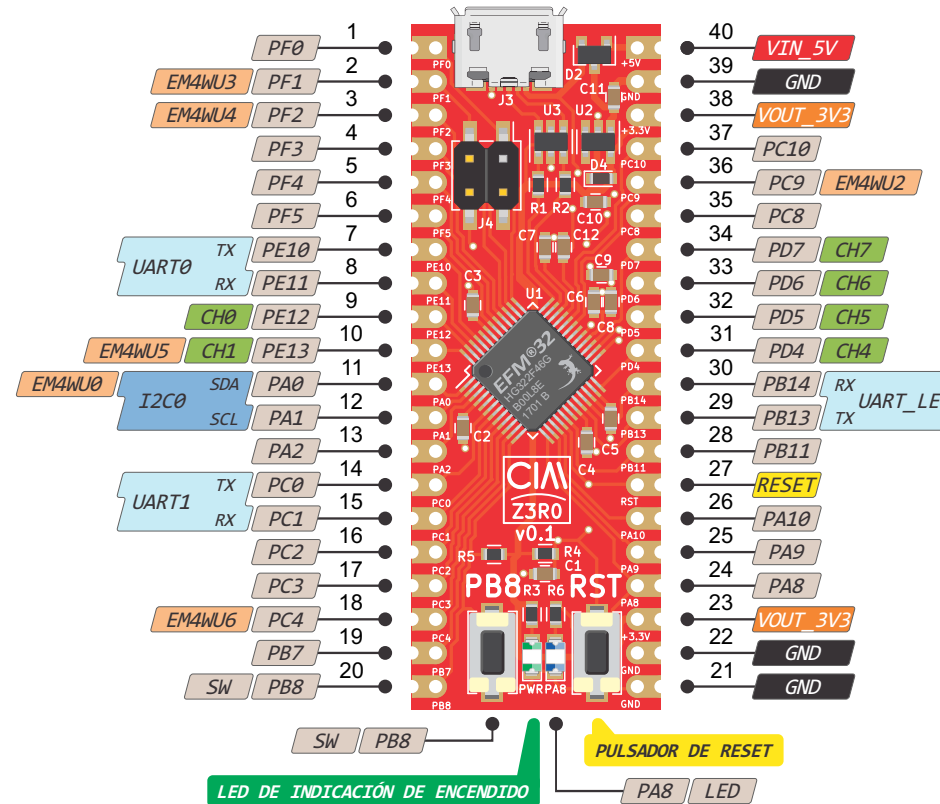 1 PF0
2 EM4WU3 PF1
3 EM4WU4 PF2
4 PF3
5 PF4
6 PF5
7 UART0 TX PE10
8 RX PE11
9 CH0 PE12
10 EM4WU5 CH1 PE13
11 EM4WU0 I2C0 SDA PA0
12 SCL PA1
13 PA2
14 UART1 TX PC0
15 RX PC1
16 PC2
17 PC3
18 EM4WU6 PC4
19 PB7
20 SW PB8
40 VIN_5V
39 GND
38 VOUT_3V3
37 PC10
36 PC9 EM4WU2
35 PC8
34 PD7 CH7
33 PD6 CH6
32 PD5 CH5
31 PD4 CH4
30 PB14 RX UART_LE
29 PB13 TX
28 PB11
27 RESET
26 PA10
25 PA9
24 PA8
23 VOUT_3V3
22 GND
21 GND
PF0
PF1
PF2
PF3
PF4
PF5
PE10
PE11
PE12
PE13
PA0
PA1
PA2
PC0
PC1
PC2
PC3
PC4
PB7
PB8
+5V
GND
+3.3V
PC10
PC9
PC8
PD7
PD6
PD5
PD4
PB14
PB13
PB11
RST
PA10
PA9
PA8
+3.3V
GND
GND
J3
D2
C11
U3 U2
D4
R1 R2
C10
J4
C7 C12
C9
C3
U1
C6
C8
EFM®32
HG322F46G
B00L8E
1701 B
C2
C5
C4
CIM
Z3R0
v0.1
R5
R4
C1
PB8 R3 R6 RST
PWR PA8
SW PB8
PULSADOR DE RESET
LED DE INDICACIÓN DE ENCENDIDO
PA8 LED